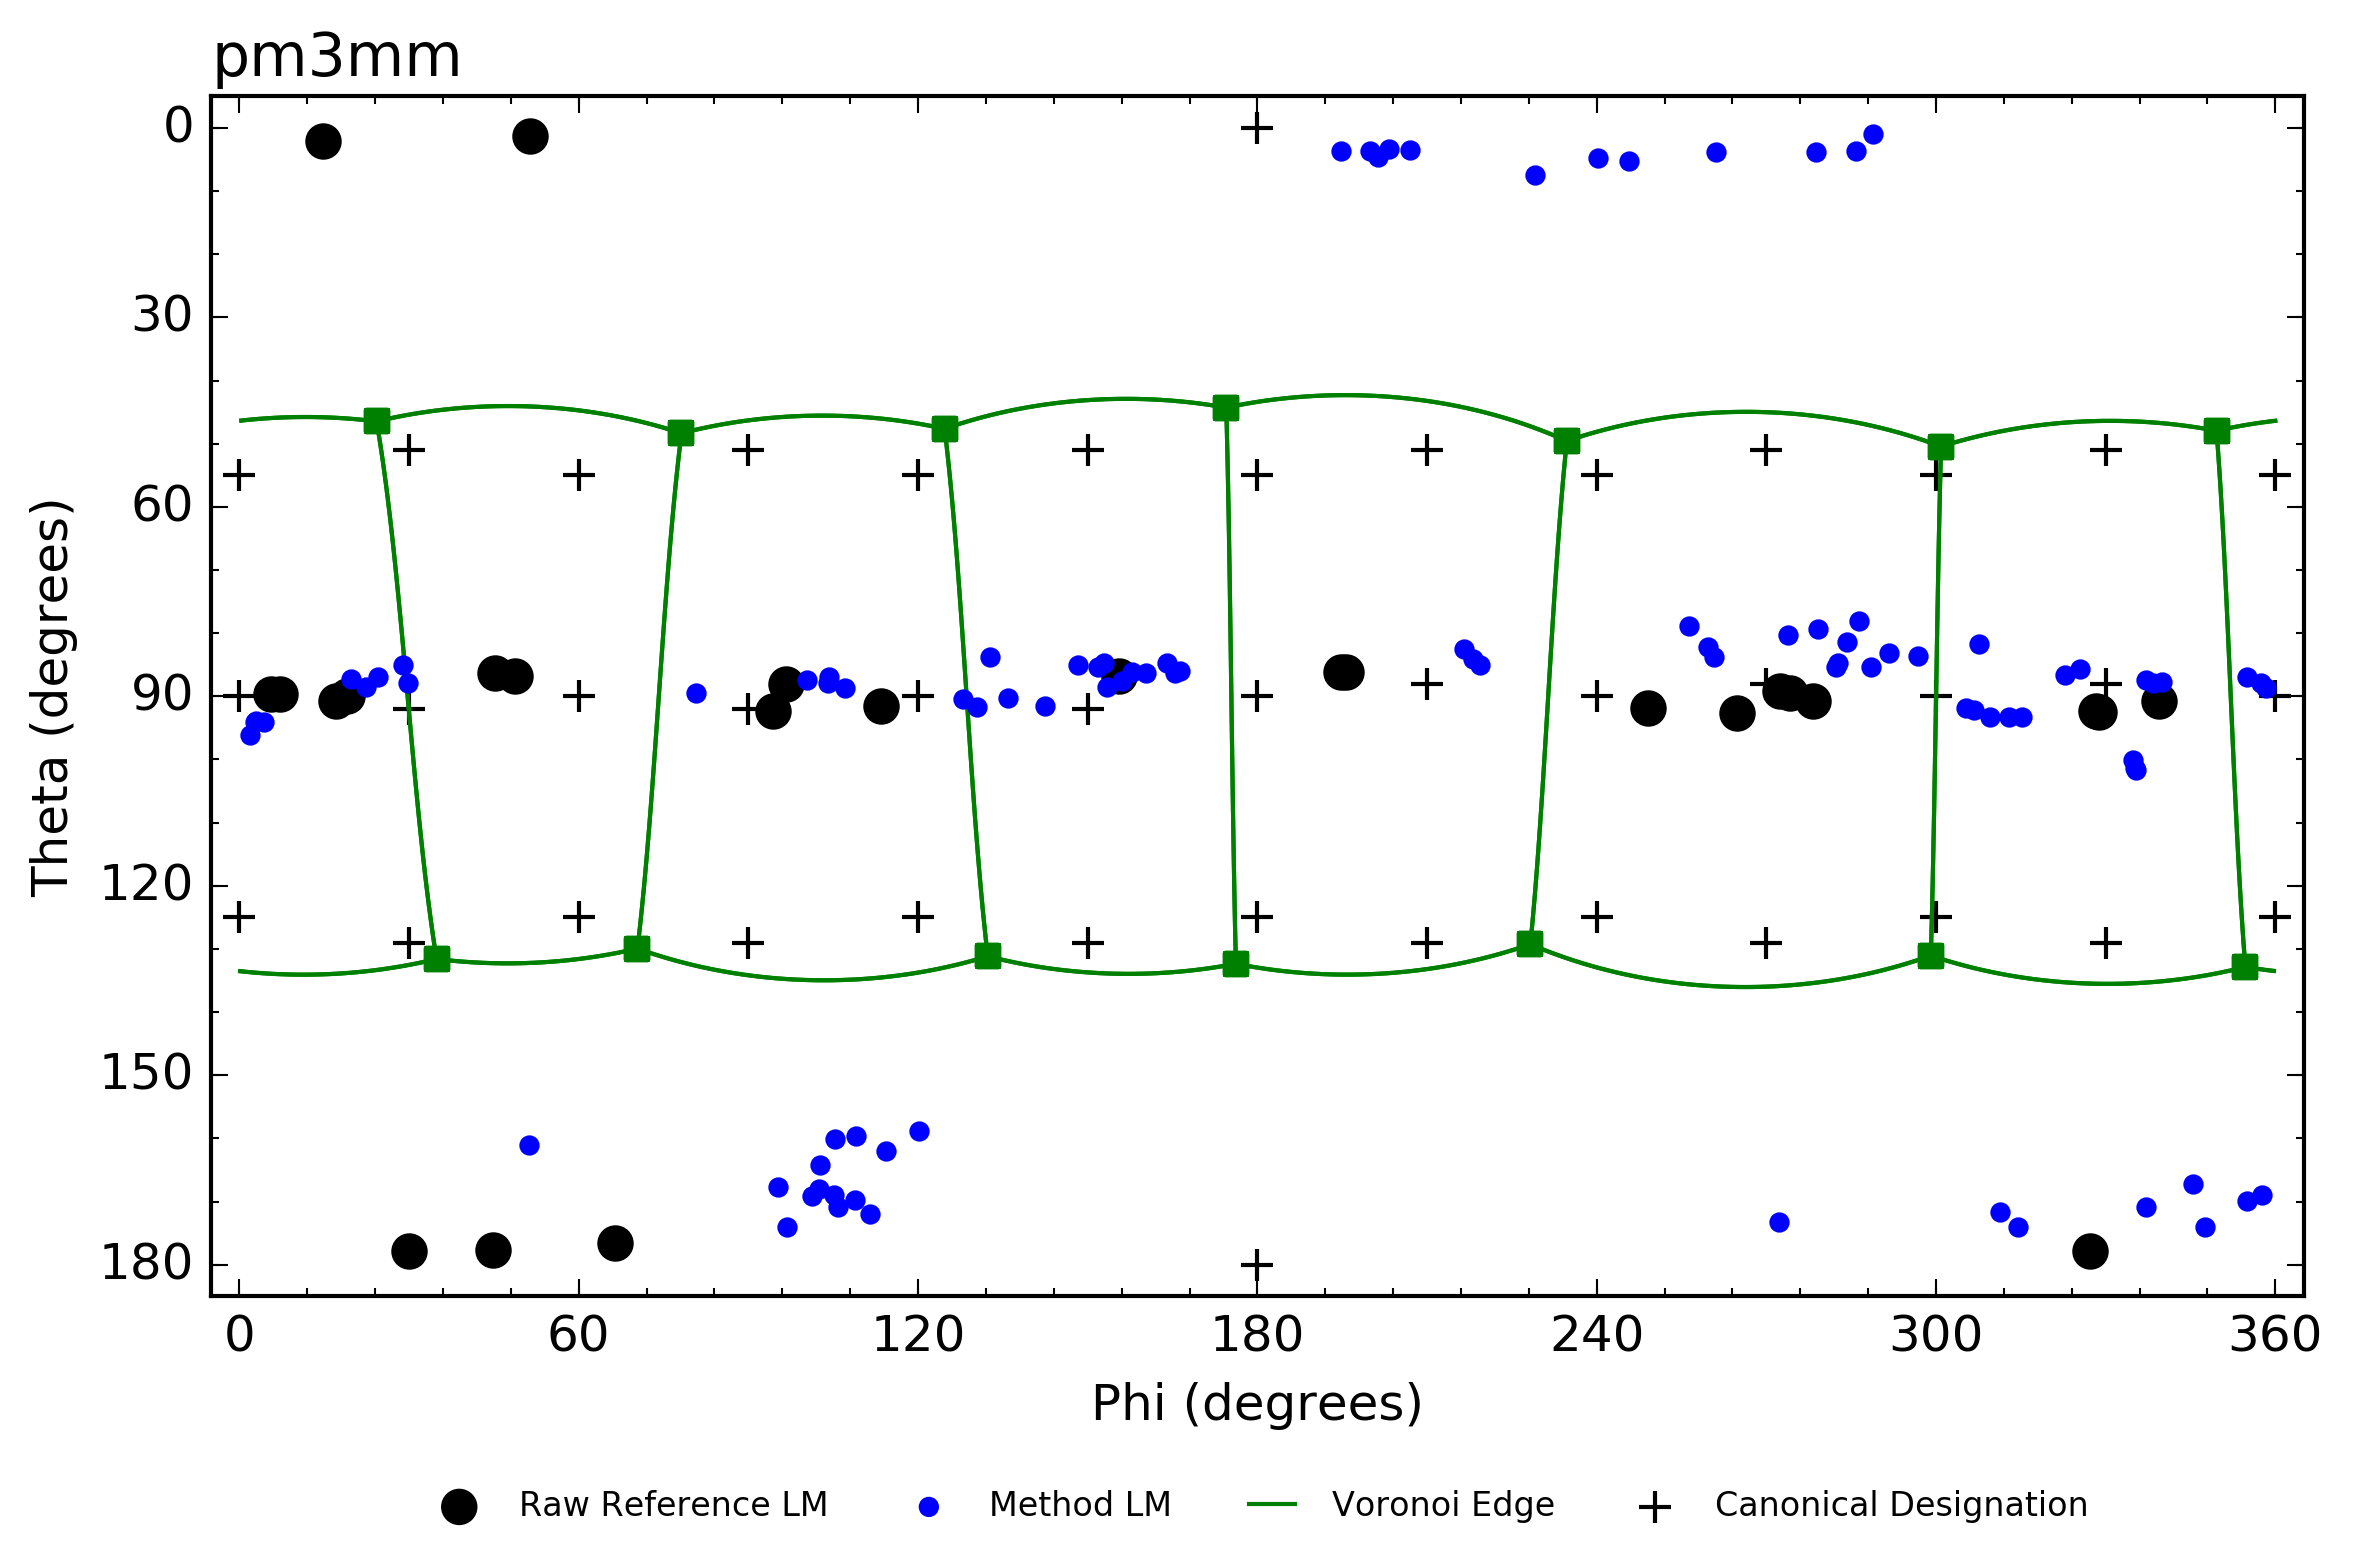 pm3mm
0
30
60
90
120
150
180
Theta (degrees)
0 60 120 180 240 300 360
Phi (degrees)
Raw Reference LM Method LM Voronoi Edge Canonical Designation